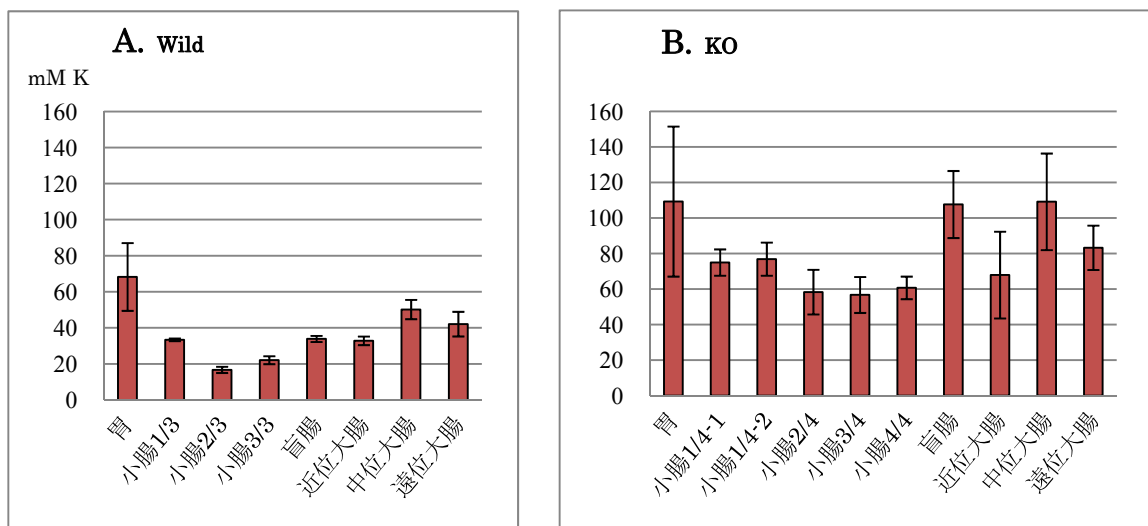 A. Wild
mM K
160
140
120
100
80
60
40
20
0
胃
小腸1/3
小腸2/3
小腸3/3
盲腸
近位大腸
中位大腸
遠位大腸
B. KO
160
140
120
100
80
60
40
20
0
胃
小腸1/4-1
小腸1/4-2
小腸2/4
小腸3/4
小腸4/4
盲腸
近位大腸
中位大腸
遠位大腸